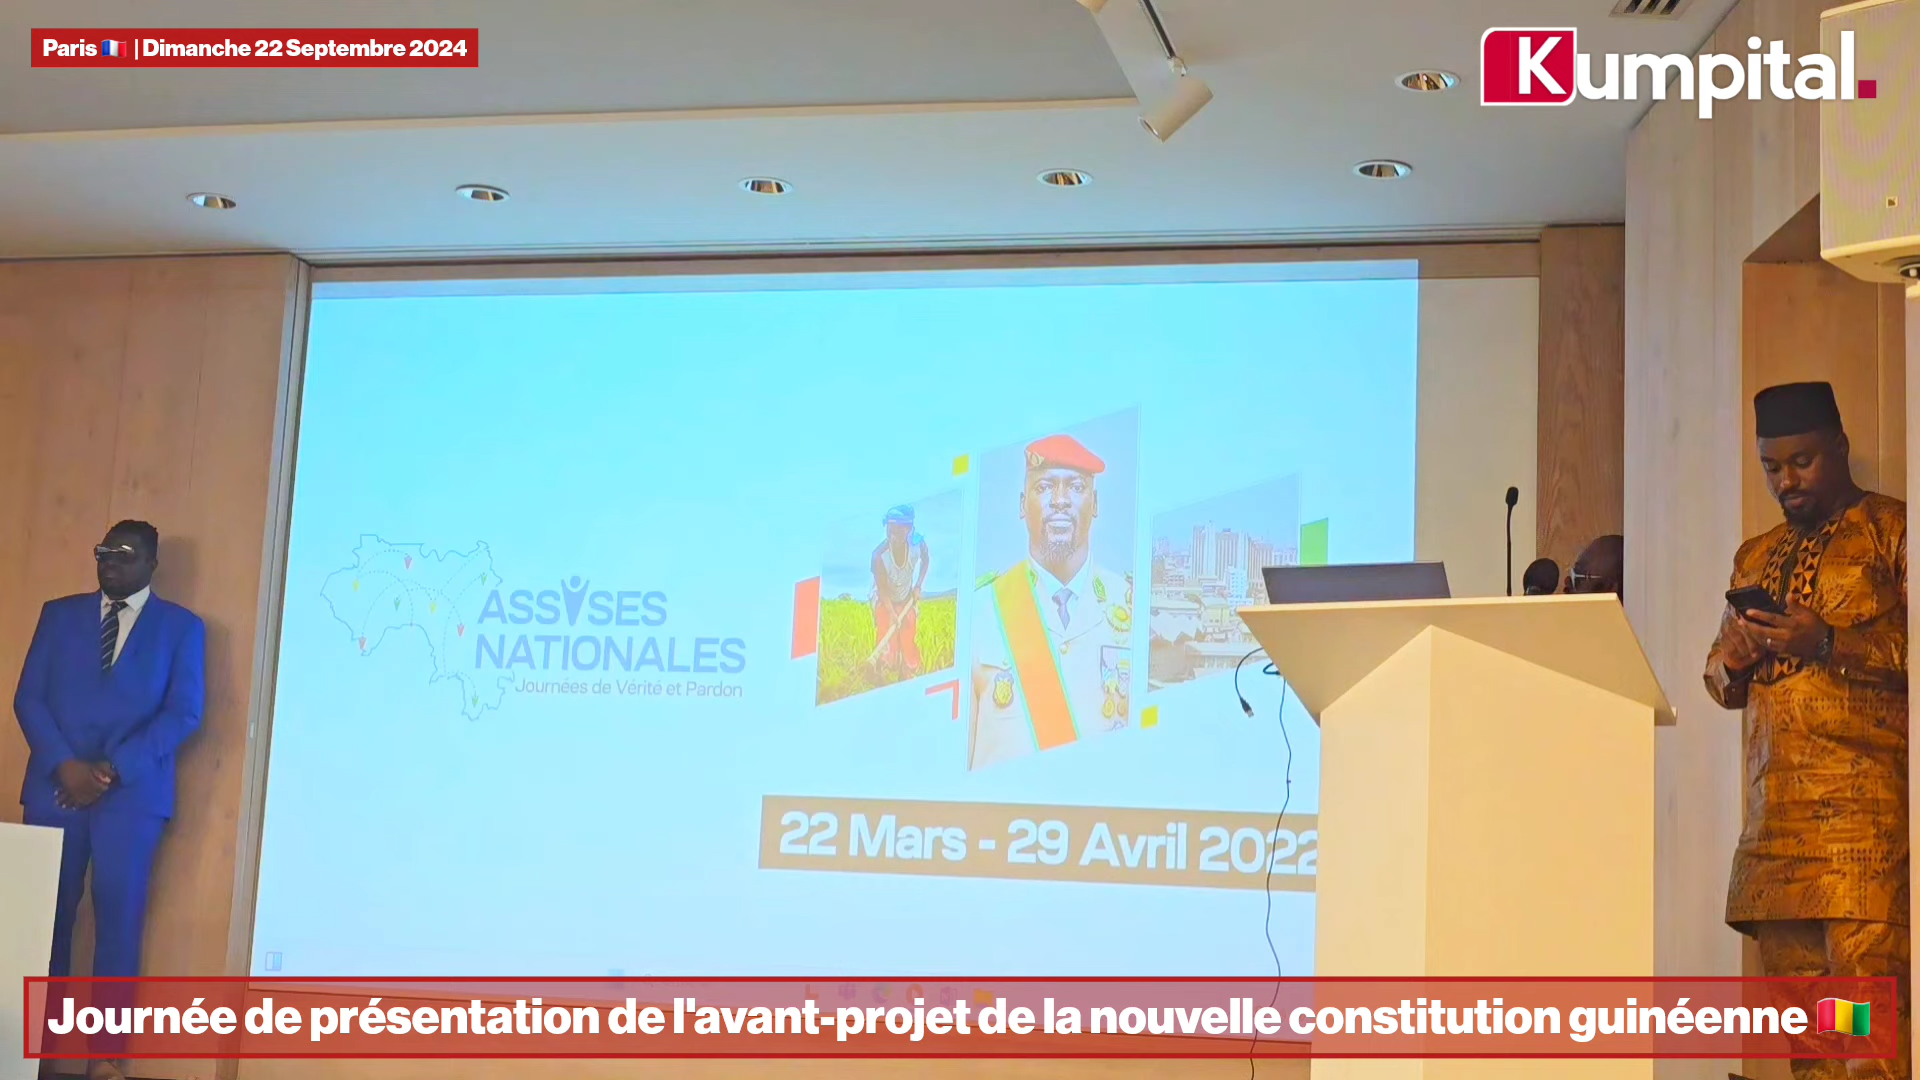 Paris 🇫🇷 | Dimanche 22 Septembre 2024
Kumpital.
ASSISES
NATIONALES
Journées de Vérité et Pardon
22 Mars - 29 Avril 2022
Journée de présentation de l'avant-projet de la nouvelle constitution guinéenne 🇬🇳